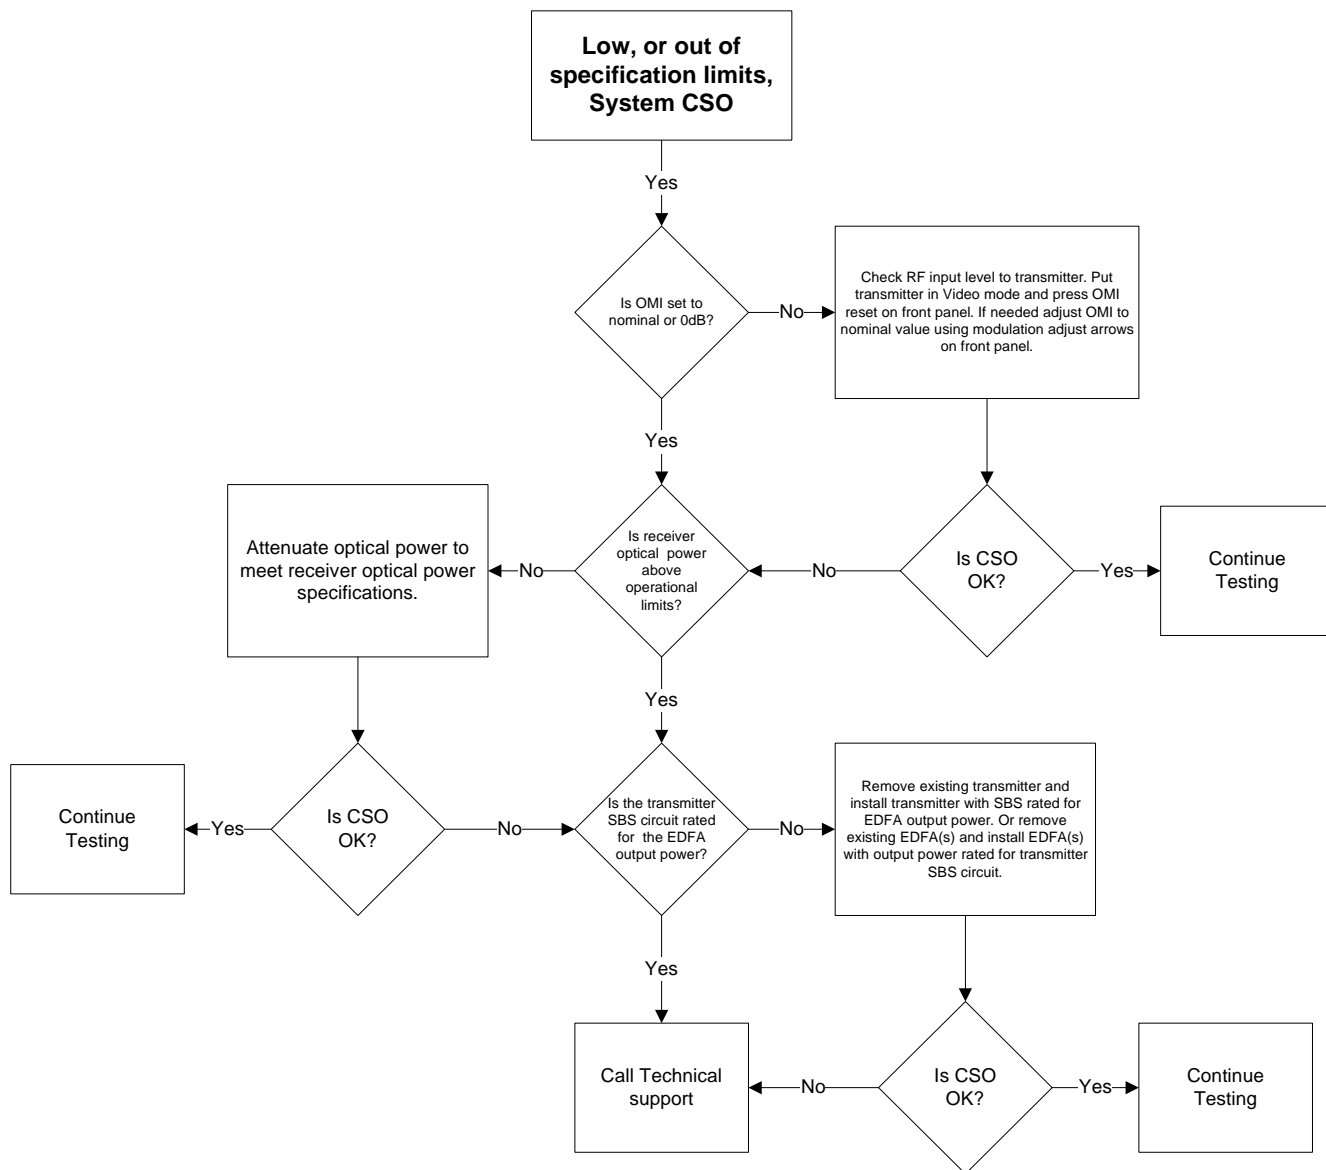 Low, or out of
specification limits,
System CSO
Yes
Is OMI set to
nominal or 0dB?
No
Check RF input level to transmitter. Put
transmitter in Video mode and press OMI
reset on front panel. If needed adjust OMI to
nominal value using modulation adjust arrows
on front panel.
Yes
Attenuate optical power to
meet receiver optical power
specifications.
No
Is receiver
optical power
above
operational
limits?
No
Is CSO
OK?
Yes
Continue
Testing
Yes
Continue
Testing
Yes
Is CSO
OK?
No
Is the transmitter
SBS circuit rated
for the EDFA
output power?
No
Remove existing transmitter and
install transmitter with SBS rated for
EDFA output power. Or remove
existing EDFA(s) and install EDFA(s)
with output power rated for transmitter
SBS circuit.
Yes
Call Technical
support
No
Is CSO
OK?
Yes
Continue
Testing